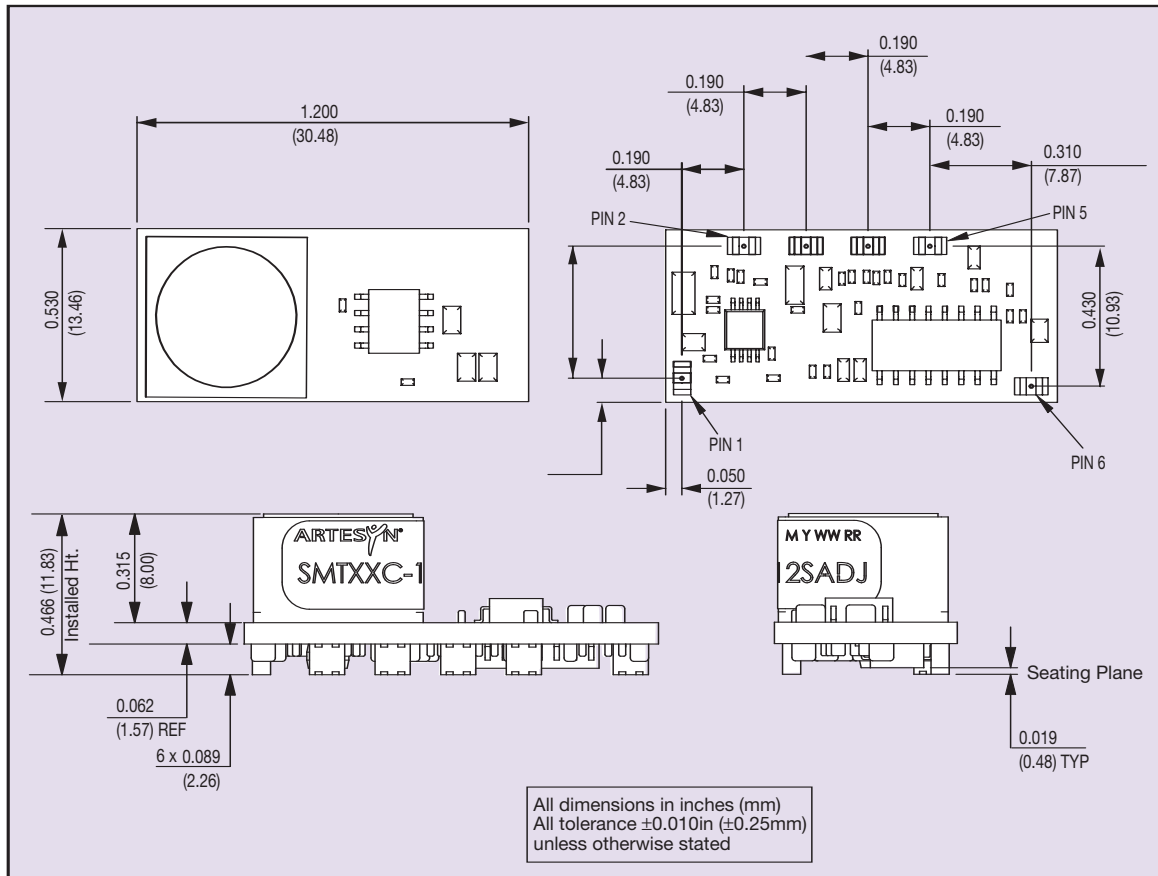 0.190
(4.83)
0.190
(4.83)
1.200
(30.48)
0.190
(4.83)
0.190
(4.83)
0.310
(7.87)
PIN 2
PIN 5
0.530
(13.46)
0.430
(10.93)
PIN 1
PIN 6
0.050
(1.27)
0.466 (11.83)
Installed Ht.
0.315
(8.00)
ARTESYN®
SMTXXC-1
M Y WW RR
12SADJ
Seating Plane
0.062
(1.57) REF
6 x 0.089
(2.26)
0.019
(0.48) TYP
All dimensions in inches (mm)
All tolerance ±0.010in (±0.25mm)
unless otherwise stated